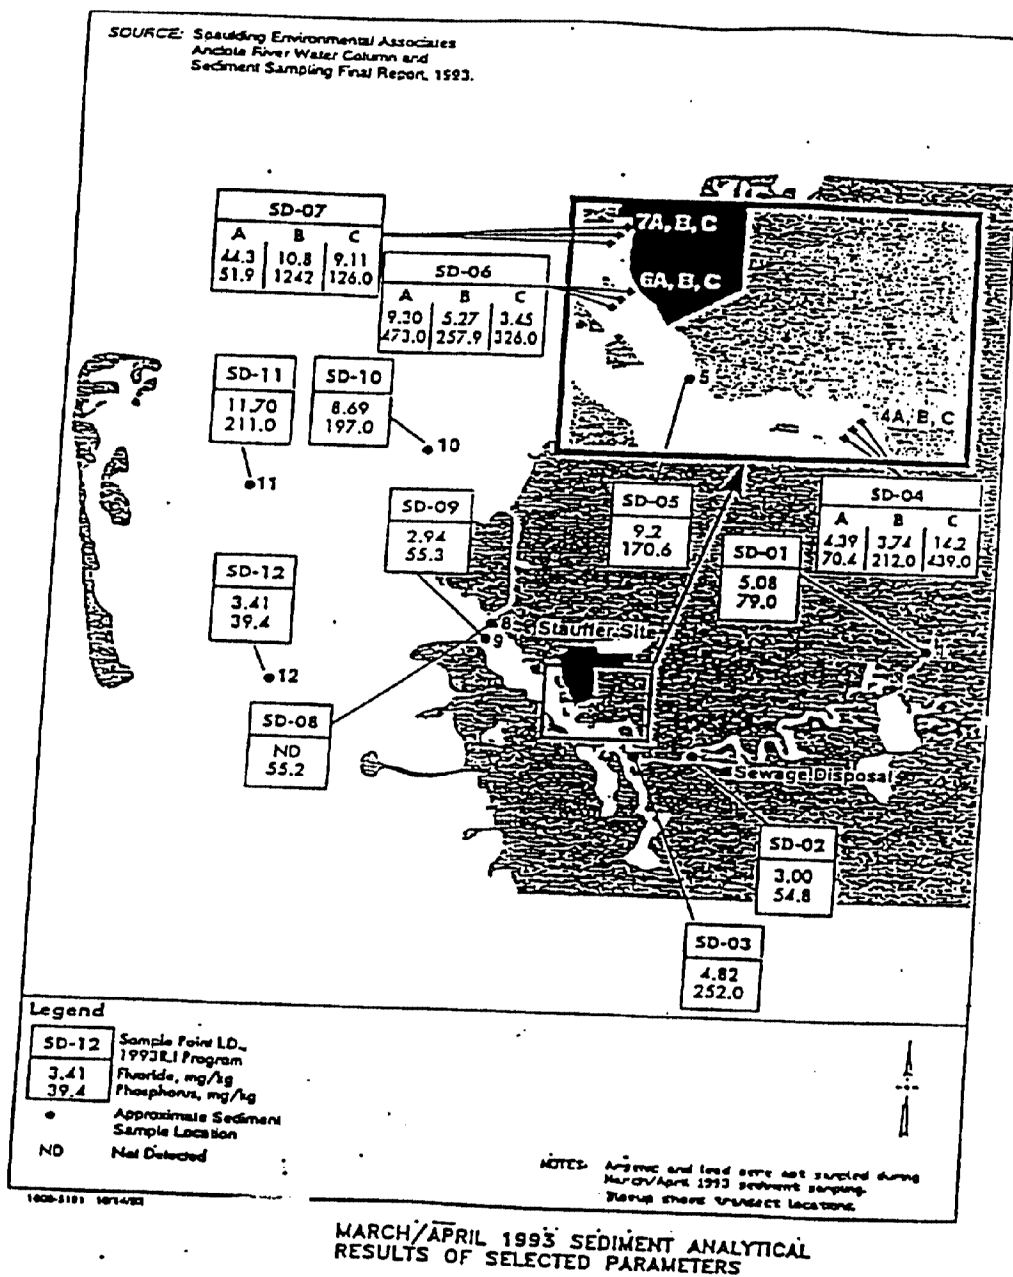 SOURCE: Spaulding Environmental Associates
Anclote River Water Column and
Sediment Sampling Final Report, 1993.
SD-07
A B C
44.3 10.8 9.11
51.9 1242 126.0
SD-06
A B C
9.30 5.27 3.45
473.0 257.9 326.0
7A, B, C
6A, B, C
5
4A, B, C
SD-11
11.70
211.0
SD-10
8.69
197.0
10
11
SD-09
2.94
55.3
SD-05
9.2
170.6
SD-04
A B C
4.39 3.74 14.2
70.4 212.0 439.0
SD-01
5.08
79.0
SD-12
3.41
39.4
12
8
9
Stauffer Site
1
SD-08
ND
55.2
Sewage Disposal
SD-02
3.00
54.8
SD-03
4.82
252.0
Legend
SD-12
3.41
39.4
Sample Point I.D.,
1993 R.I Program
Fluoride, mg/kg
Phosphorus, mg/kg
Approximate Sediment
Sample Location
ND Not Detected
NOTES: Arsenic and lead were not sampled during
March/April 1993 sediment sampling.
shows transect locations.
MARCH/APRIL 1993 SEDIMENT ANALYTICAL
RESULTS OF SELECTED PARAMETERS